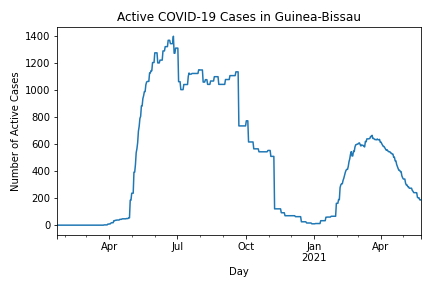 Active COVID-19 Cases in Guinea-Bissau
1400
1200
1000
800
600
400
200
0
Number of Active Cases
Apr
Jul
Oct
Jan
2021
Apr
Day